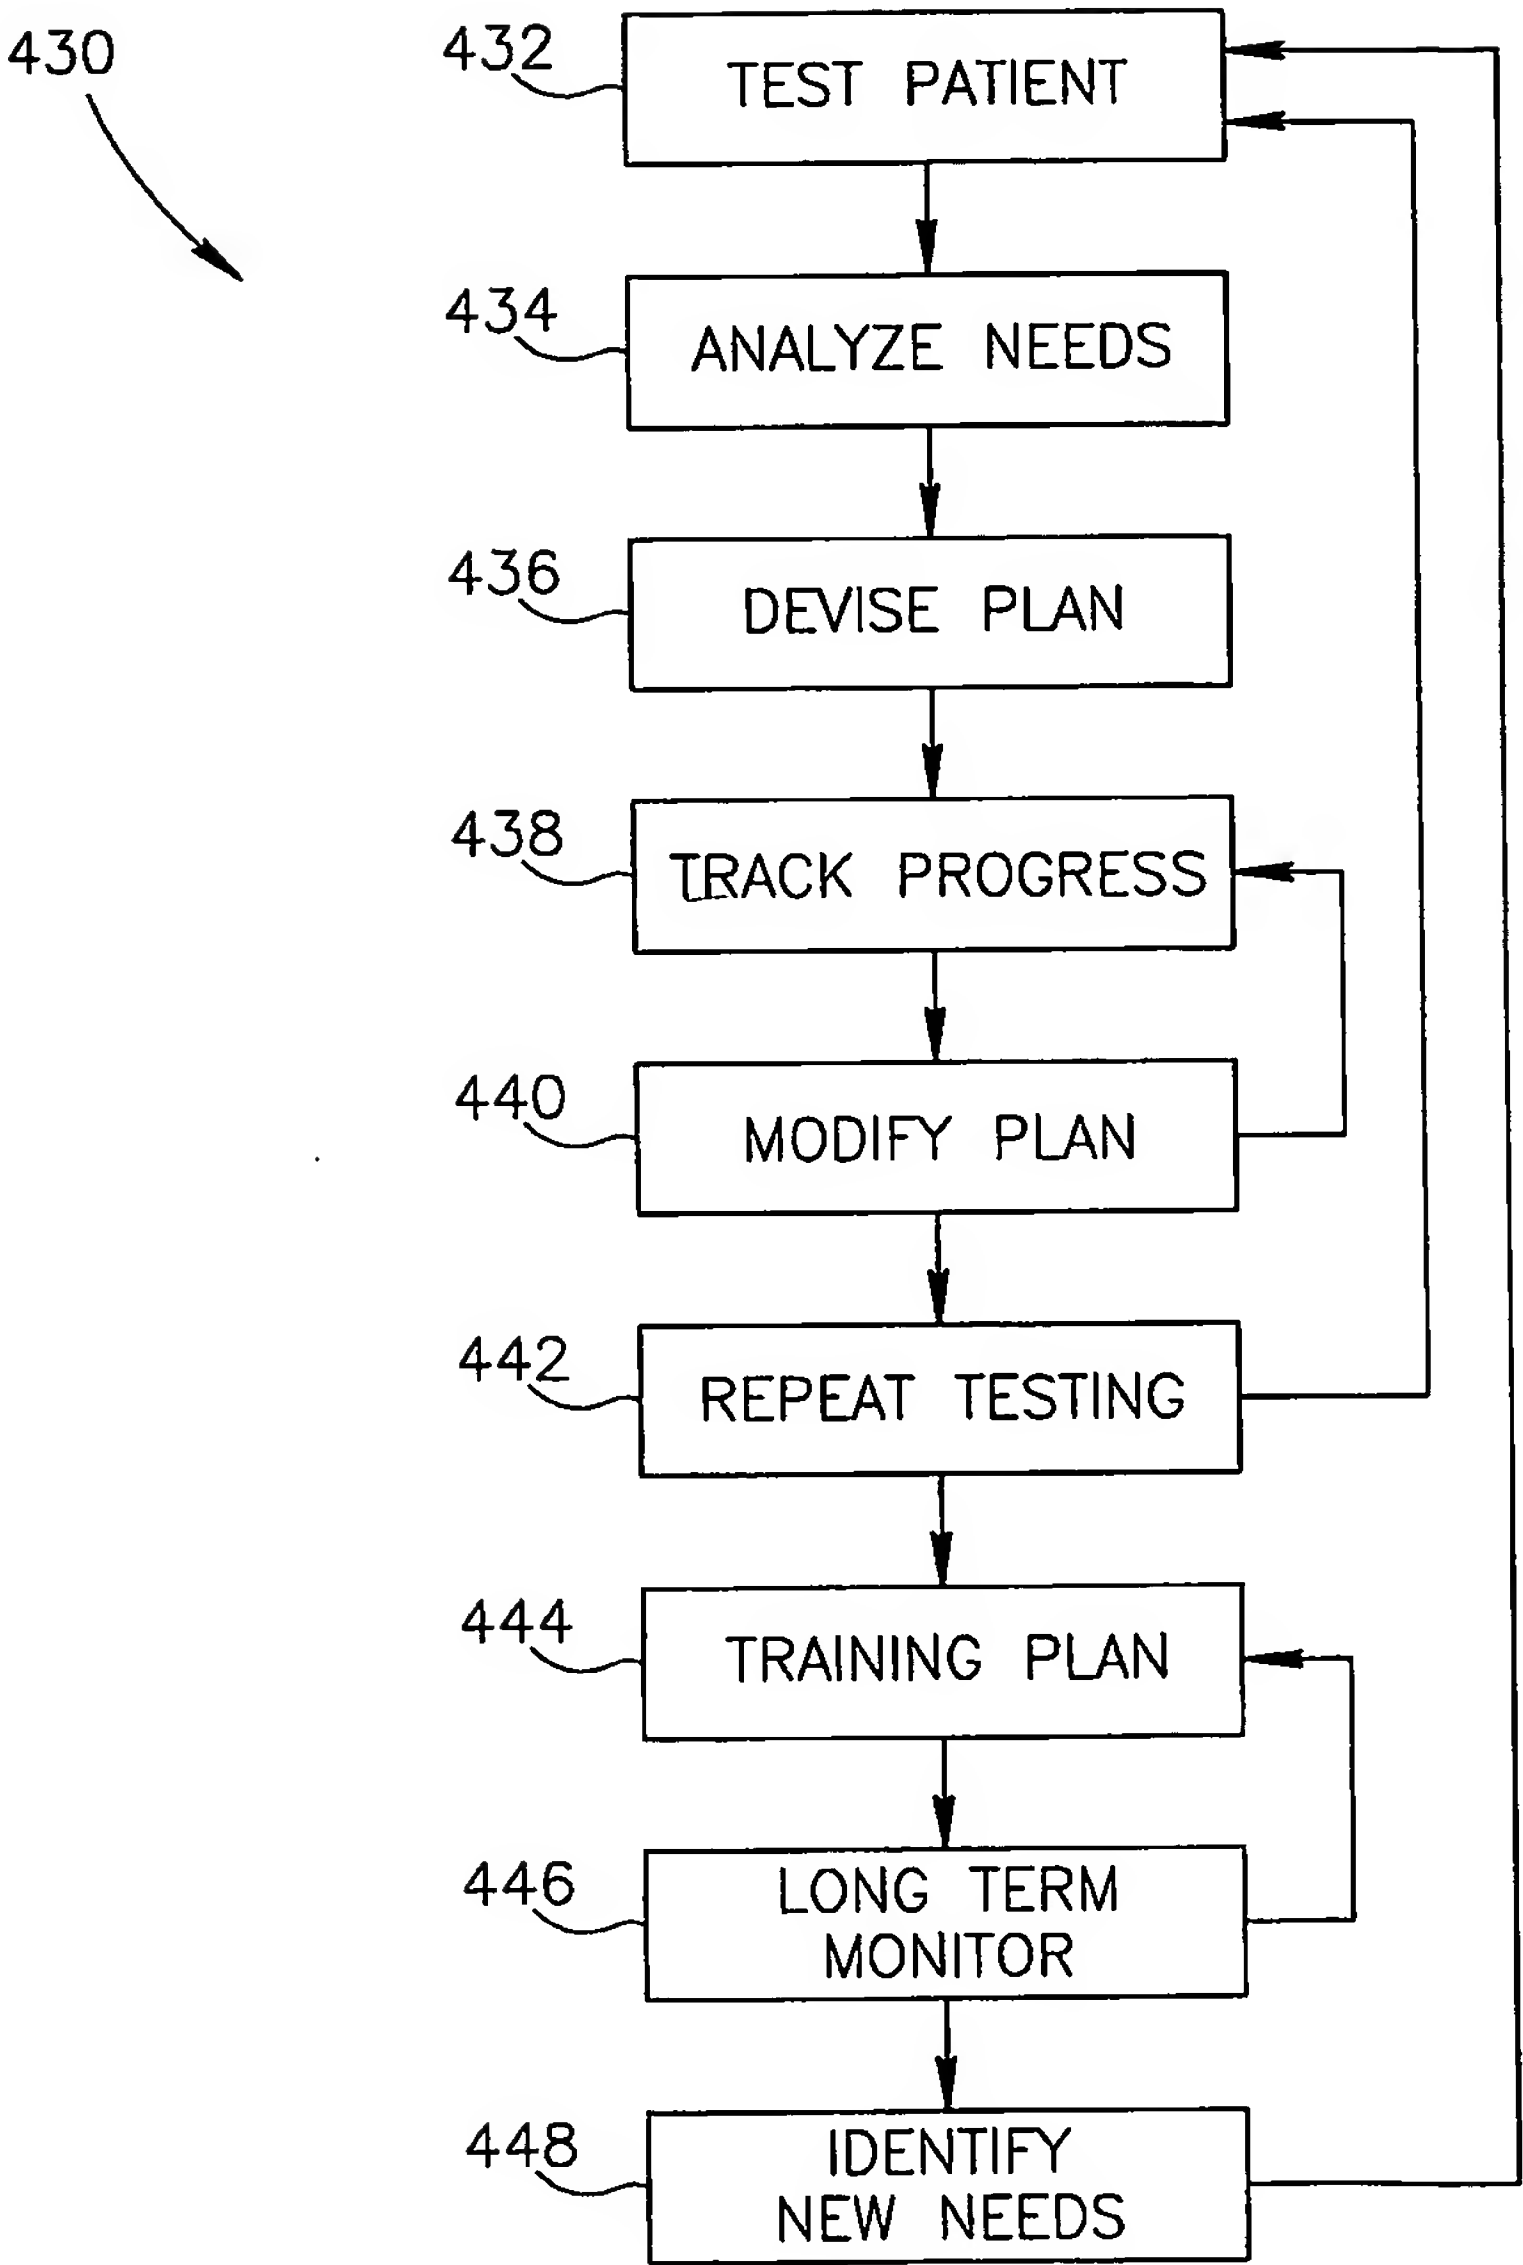 430
432
TEST PATIENT
434
ANALYZE NEEDS
436
DEVISE PLAN
438
TRACK PROGRESS
440
MODIFY PLAN
442
REPEAT TESTING
444
TRAINING PLAN
446
LONG TERM
MONITOR
448
IDENTIFY
NEW NEEDS